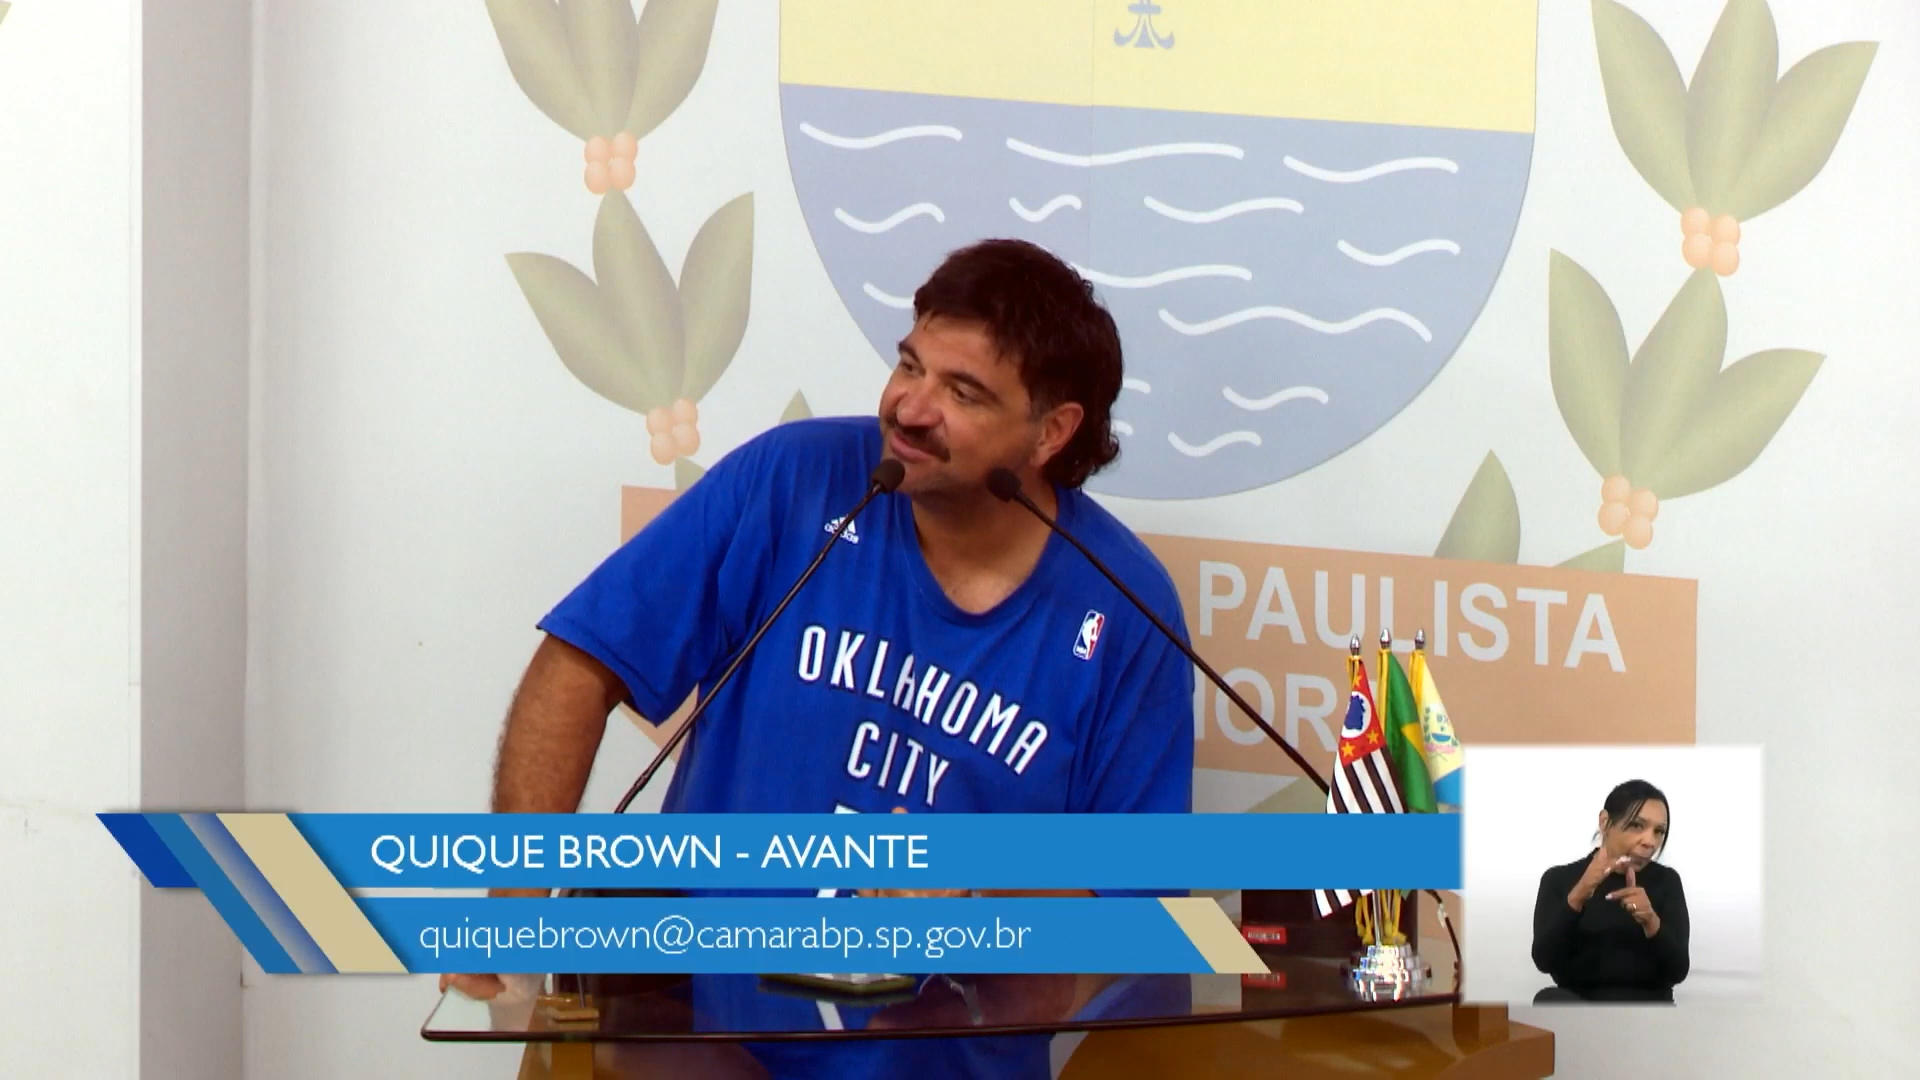 PAULISTA
adidas
OKLAHOMA
CITY
QUIQUE BROWN - AVANTE
quiquebrown@camarabp.sp.gov.br